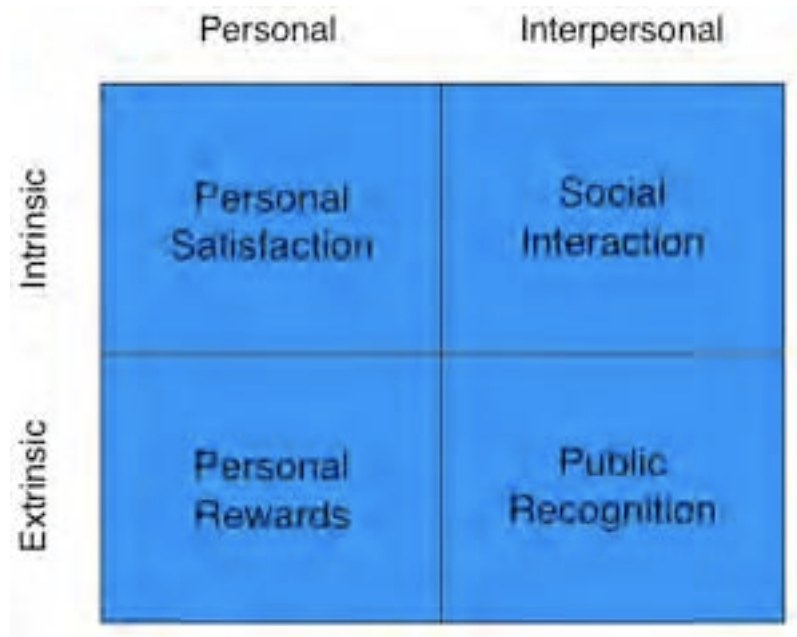 Personal Interpersonal
Intrinsic
Personal
Satisfaction
Social
Interaction
Extrinsic
Personal
Rewards
Public
Recognition